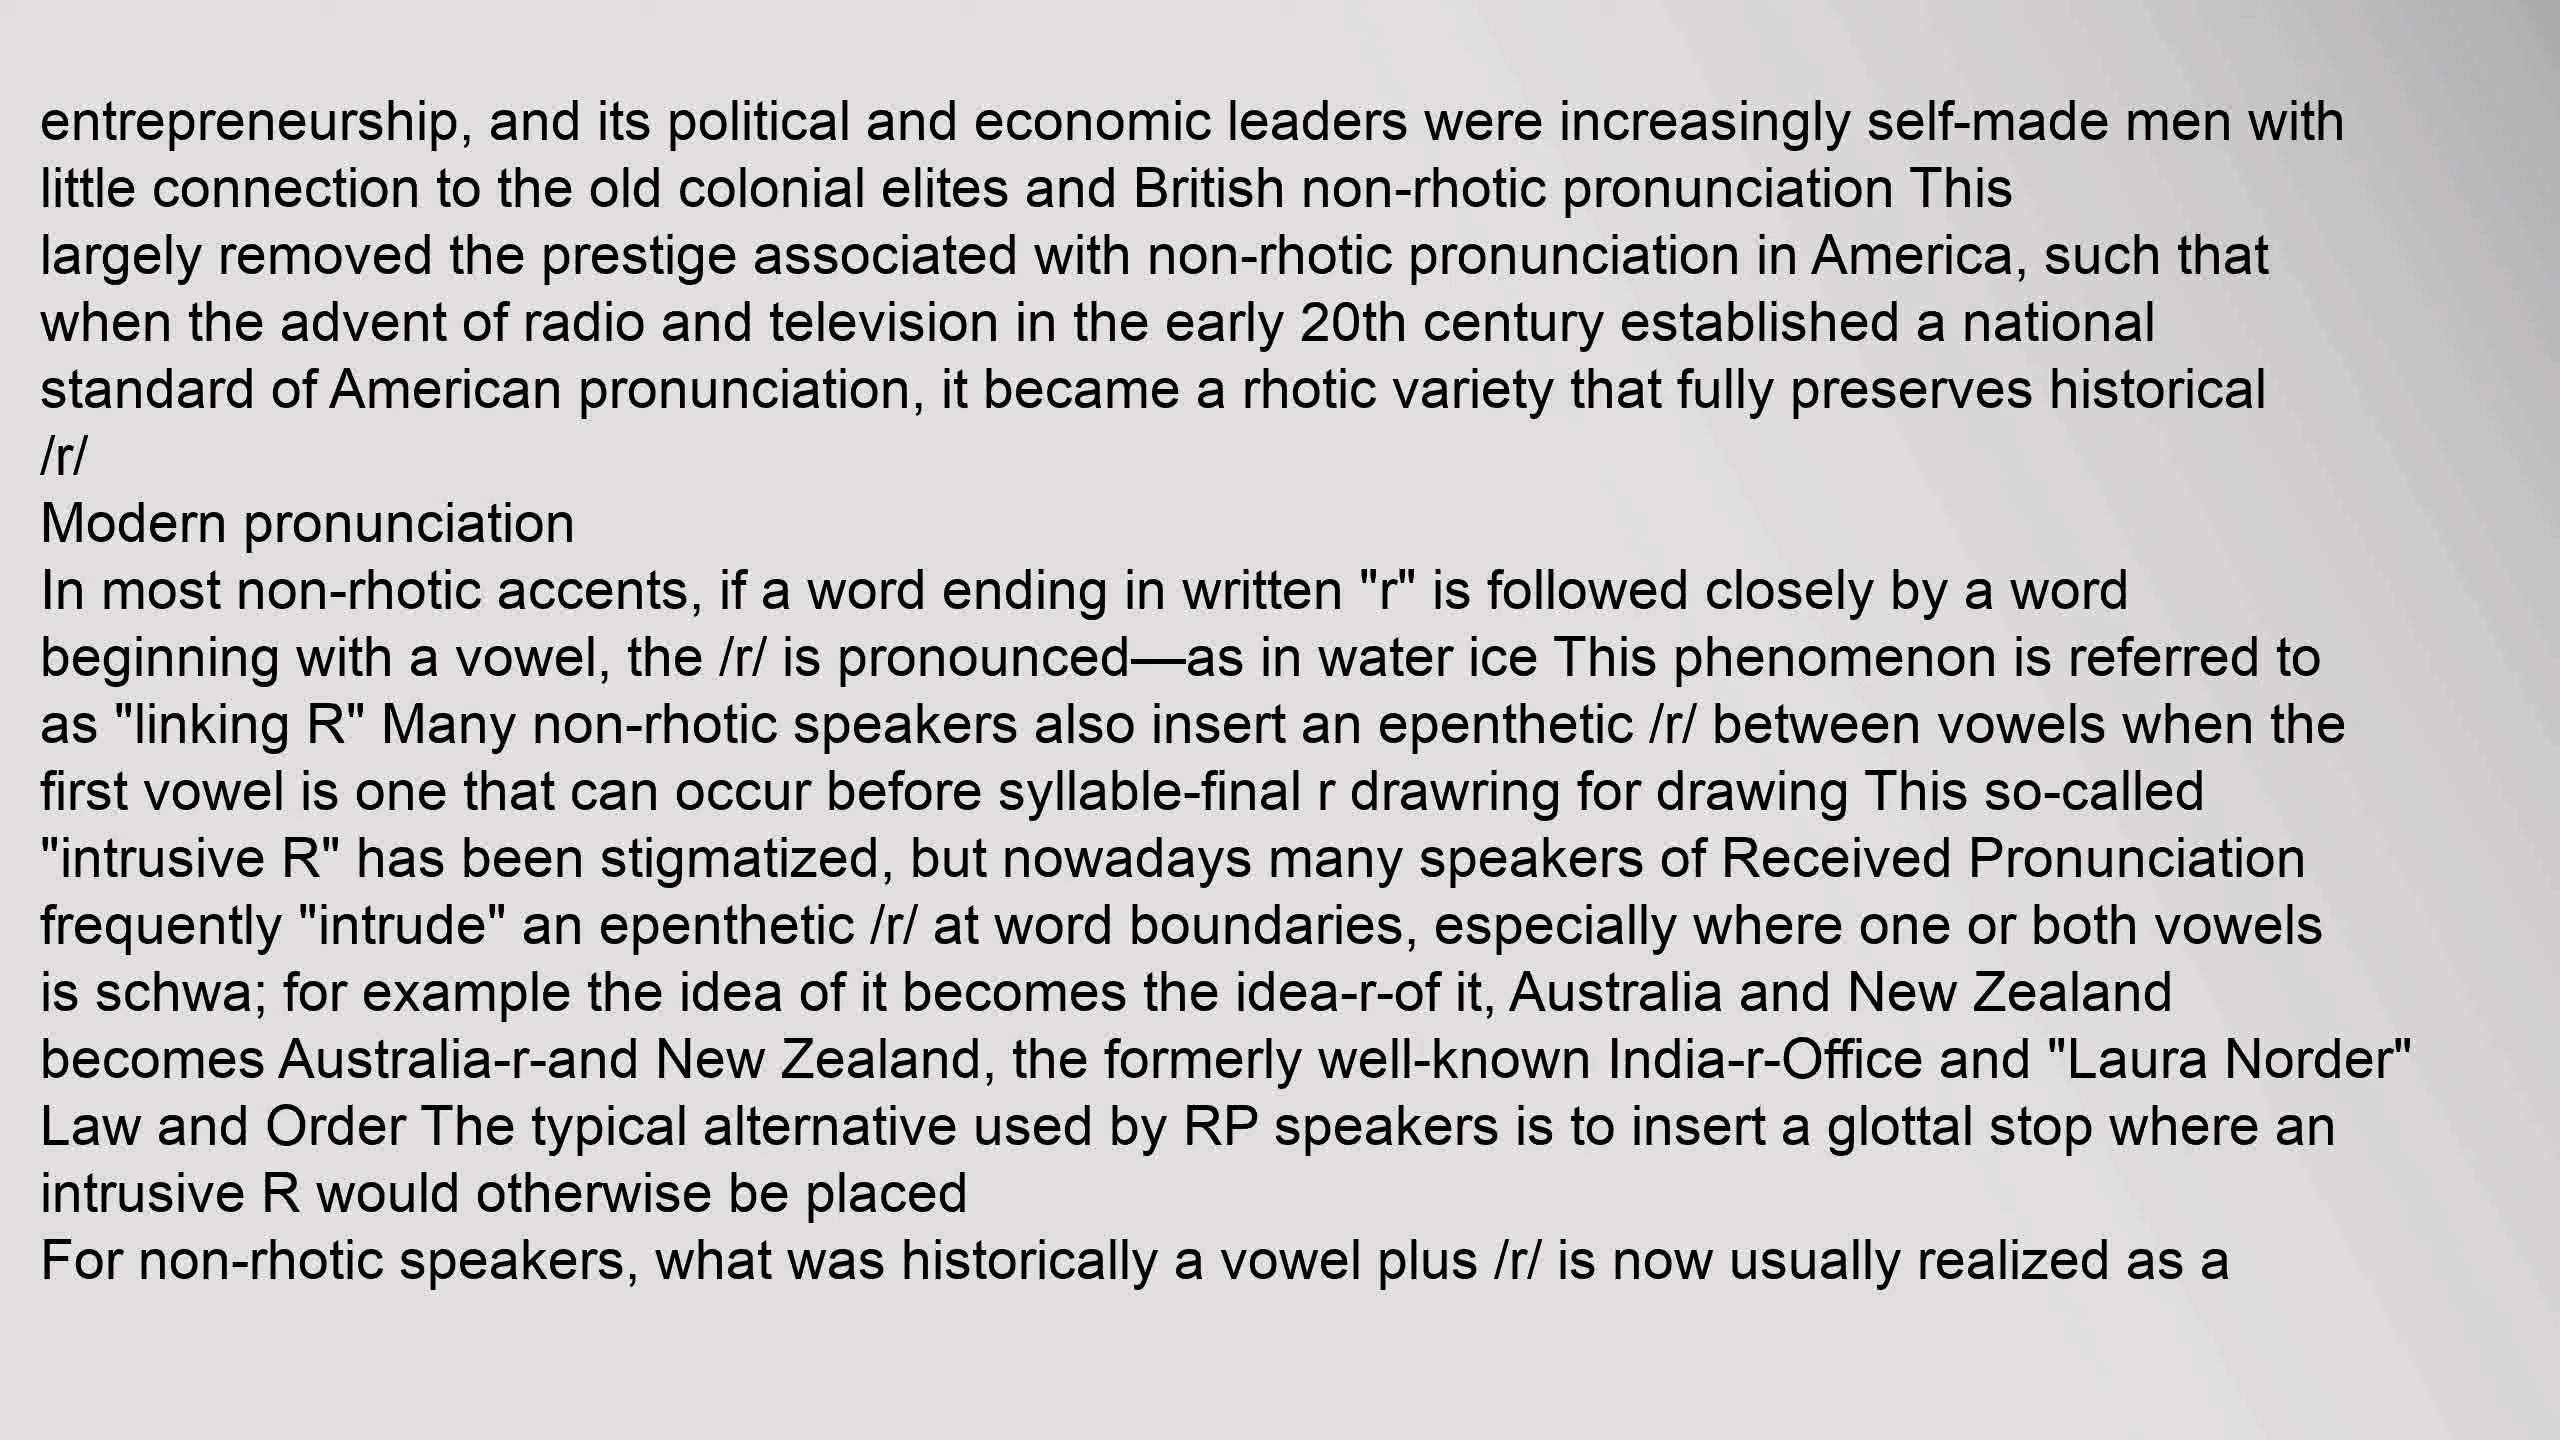 entrepreneurship, and its political and economic leaders were increasingly self-made men with
little connection to the old colonial elites and British non-rhotic pronunciation This
largely removed the prestige associated with non-rhotic pronunciation in America, such that
when the advent of radio and television in the early 20th century established a national
standard of American pronunciation, it became a rhotic variety that fully preserves historical
/r/
Modern pronunciation
In most non-rhotic accents, if a word ending in written "r" is followed closely by a word
beginning with a vowel, the /r/ is pronounced—as in water ice This phenomenon is referred to
as "linking R" Many non-rhotic speakers also insert an epenthetic /r/ between vowels when the
first vowel is one that can occur before syllable-final r drawring for drawing This so-called
"intrusive R" has been stigmatized, but nowadays many speakers of Received Pronunciation
frequently "intrude" an epenthetic /r/ at word boundaries, especially where one or both vowels
is schwa; for example the idea of it becomes the idea-r-of it, Australia and New Zealand
becomes Australia-r-and New Zealand, the formerly well-known India-r-Office and "Laura Norder"
Law and Order The typical alternative used by RP speakers is to insert a glottal stop where an
intrusive R would otherwise be placed
For non-rhotic speakers, what was historically a vowel plus /r/ is now usually realized as a